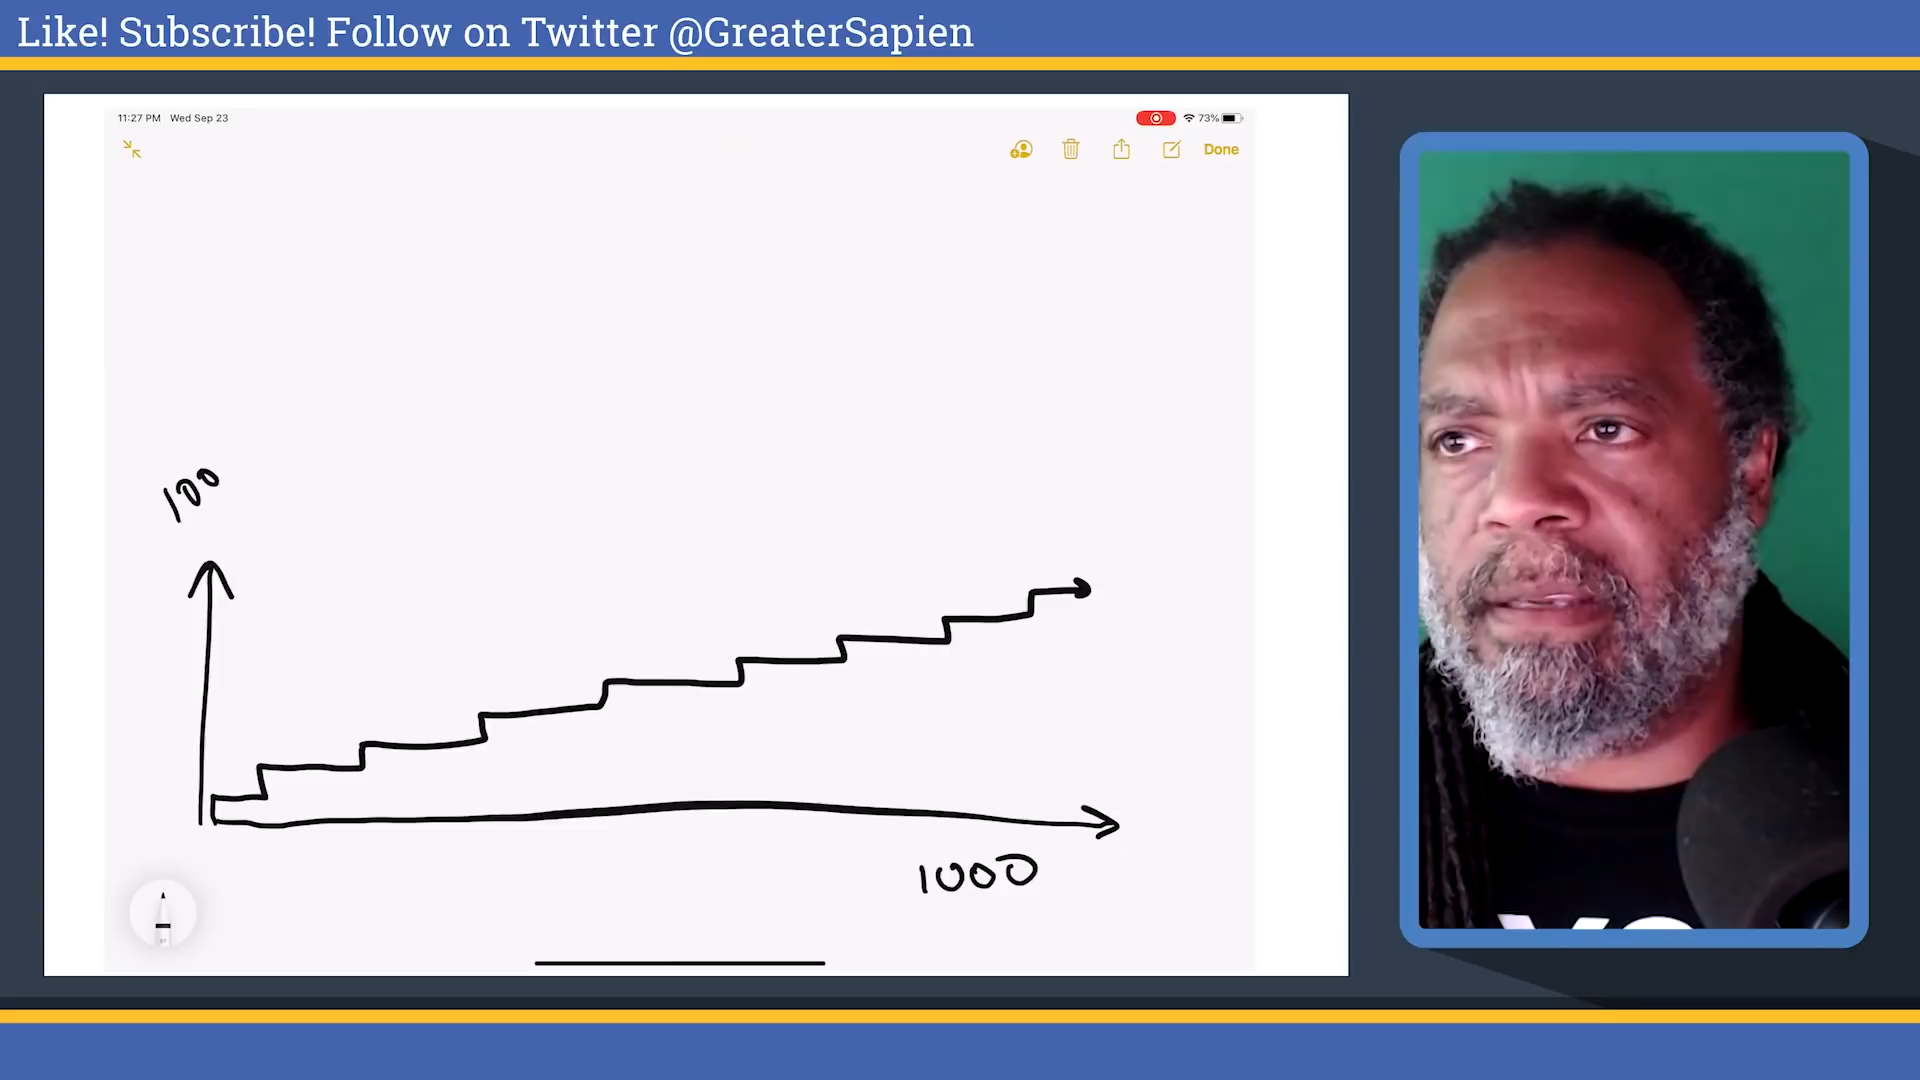 Like! Subscribe! Follow on Twitter @GreaterSapien
11:27 PM Wed Sep 23
73%
Done
100
1000